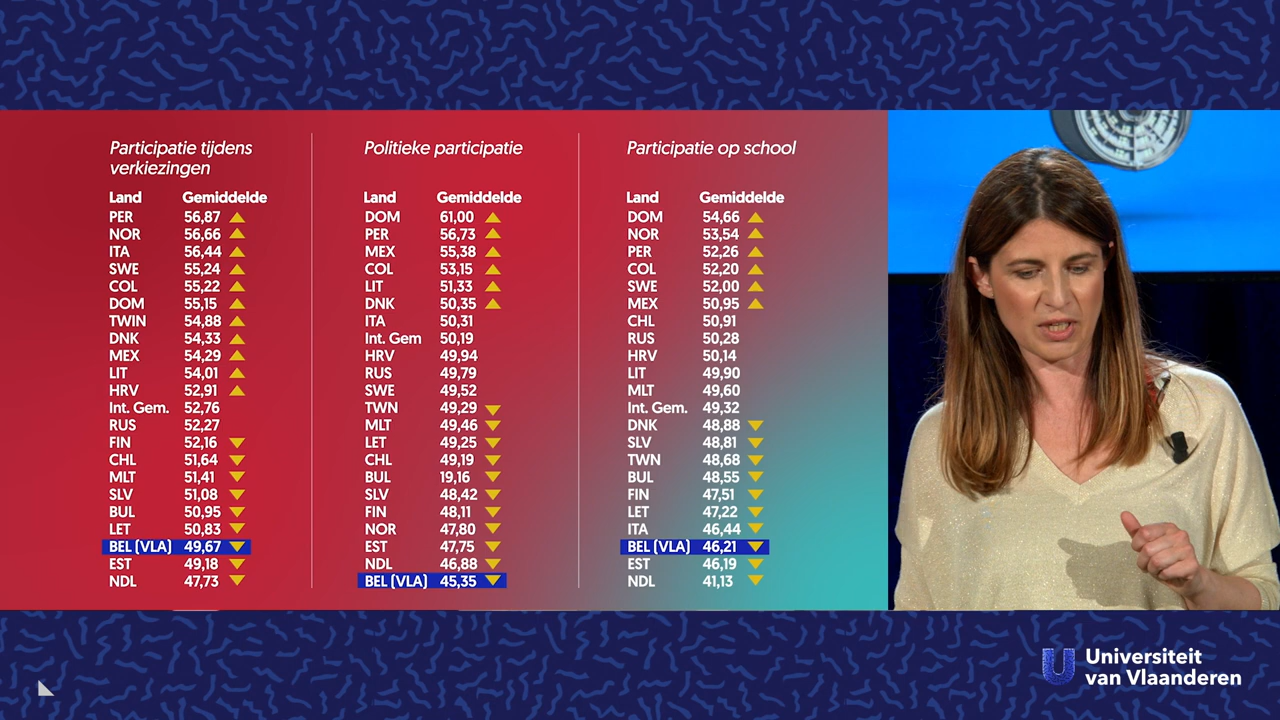 Participatie tijdens
verkiezingen
Land Gemiddelde
PER 56,87
NOR 56,66
ITA 56,44
SWE 55,24
COL 55,22
DOM 55,15
TWIN 54,88
DNK 54,33
MEX 54,29
LIT 54,01
HRV 52,91
Int. Gem. 52,76
RUS 52,27
FIN 52,16
CHL 51,64
MLT 51,41
SLV 51,08
BUL 50,95
LET 50,83
BEL (VLA) 49,67
EST 49,18
NDL 47,73
Politieke participatie
Land Gemiddelde
DOM 61,00
PER 56,73
MEX 55,38
COL 53,15
LIT 51,33
DNK 50,35
ITA 50,31
Int. Gem 50,19
HRV 49,94
RUS 49,79
SWE 49,52
TWN 49,29
MLT 49,46
LET 49,25
CHL 49,19
BUL 19,16
SLV 48,42
FIN 48,11
NOR 47,80
EST 47,75
NDL 46,88
BEL (VLA) 45,35
Participatie op school
Land Gemiddelde
DOM 54,66
NOR 53,54
PER 52,26
COL 52,20
SWE 52,00
MEX 50,95
CHL 50,91
RUS 50,28
HRV 50,14
LIT 49,90
MLT 49,60
Int. Gem. 49,32
DNK 48,88
SLV 48,81
TWN 48,68
BUL 48,55
FIN 47,51
LET 47,22
ITA 46,44
BEL (VLA) 46,21
EST 46,19
NDL 41,13
Universiteit
van Vlaanderen